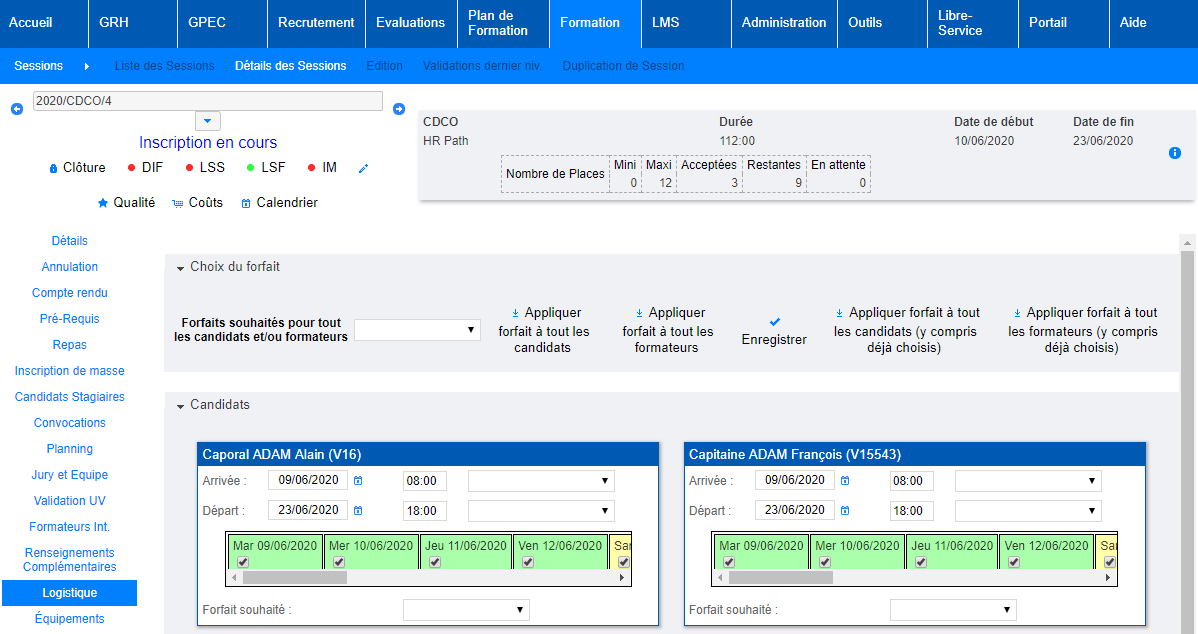 Accueil
GRH
GPEC
Recrutement
Evaluations
Plan de
Formation
Formation
LMS
Administration
Outils
Libre-
Service
Portail
Aide
Sessions
Liste des Sessions
Détails des Sessions
Edition
Validations dernier niv.
Duplication de Session
2020/CDCO/4
Inscription en cours
Clôture DIF LSS LSF IM
Qualité Coûts Calendrier
CDCO Durée Date de début Date de fin
HR Path 112:00 10/06/2020 23/06/2020
Nombre de Places
Mini Maxi Acceptées Restantes En attente
0 12 3 9 0
Détails
Annulation
Compte rendu
Pré-Requis
Repas
Inscription de masse
Candidats Stagiaires
Convocations
Planning
Jury et Equipe
Validation UV
Formateurs Int.
Renseignements
Complémentaires
Logistique
Équipements
Choix du forfait
Forfaits souhaités pour tout
les candidats et/ou formateurs
Appliquer
forfait à tout les
candidats
Appliquer
forfait à tout les
formateurs
Enregistrer
Appliquer forfait à tout
les candidats (y compris
déjà choisis)
Appliquer forfait à tout
les formateurs (y compris
déjà choisis)
Candidats
Caporal ADAM Alain (V16)
Arrivée : 09/06/2020 08:00
Départ : 23/06/2020 18:00
Mar 09/06/2020 Mer 10/06/2020 Jeu 11/06/2020 Ven 12/06/2020
Forfait souhaité :
Capitaine ADAM François (V15543)
Arrivée : 09/06/2020 08:00
Départ : 23/06/2020 18:00
Mar 09/06/2020 Mer 10/06/2020 Jeu 11/06/2020 Ven 12/06/2020
Forfait souhaité :